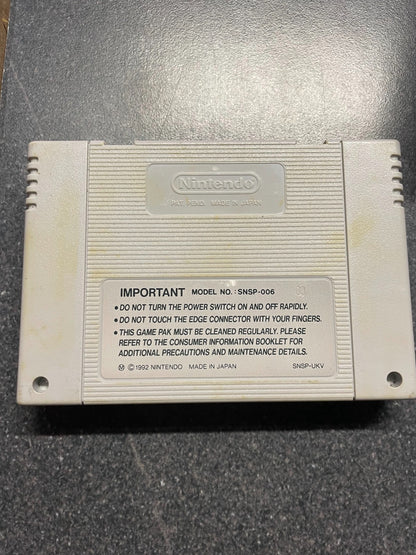 Nintendo
PAT. PEND. MADE IN JAPAN
IMPORTANT MODEL NO.: SNSP-006
• DO NOT TURN THE POWER SWITCH ON AND OFF RAPIDLY.
• DO NOT TOUCH THE EDGE CONNECTOR WITH YOUR FINGERS.
• THIS GAME PAK MUST BE CLEANED REGULARLY. PLEASE
REFER TO THE CONSUMER INFORMATION BOOKLET FOR
ADDITIONAL PRECAUTIONS AND MAINTENANCE DETAILS.
Ⓜ © 1992 NINTENDO MADE IN JAPAN SNSP-UKV